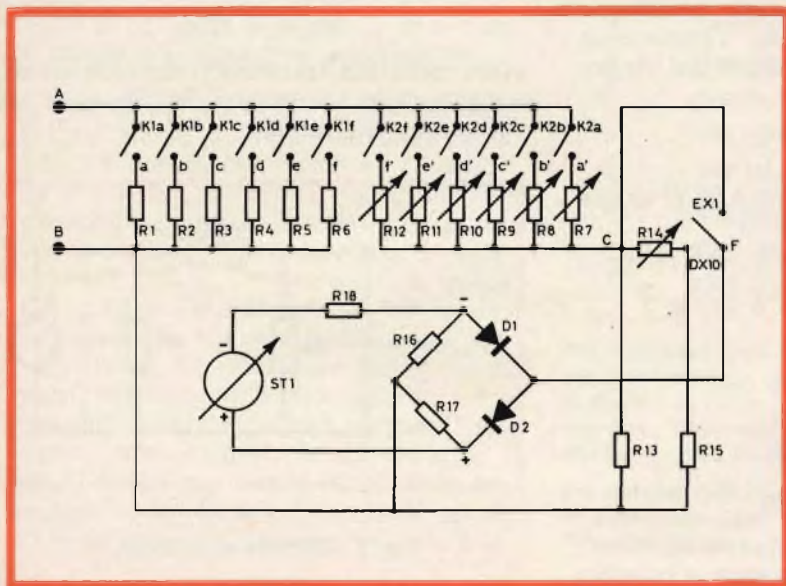 A
K1a K1b K1c K1d K1e K1f K2f K2e K2d K2c K2b K2a
a b c d e f f' e' d' c' b' a'
EX1
R1 R2 R3 R4 R5 R6 R12 R11 R10 R9 R8 R7
B
C
R14
F
DX10
R18
-
D1
-
R16
ST1
+
R17
D2
+
R13
R15